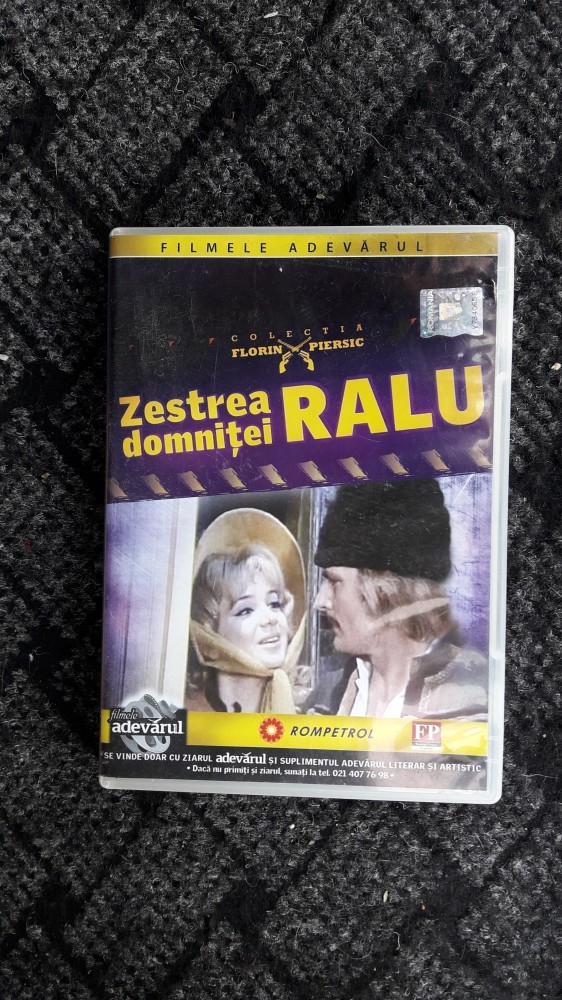 FILMELE ADEVĂRUL
ROMANIA
COLECȚIA
FLORIN PIERSIC
Zestrea
domniței
RALU
filmele
adevărul
ROMPETROL
FP
SE VINDE DOAR CU ZIARUL adevărul ȘI SUPLIMENTUL ADEVĂRUL LITERAR ȘI ARTISTIC
• Dacă nu primiți și ziarul, sunați la tel. 021 407 76 98 •